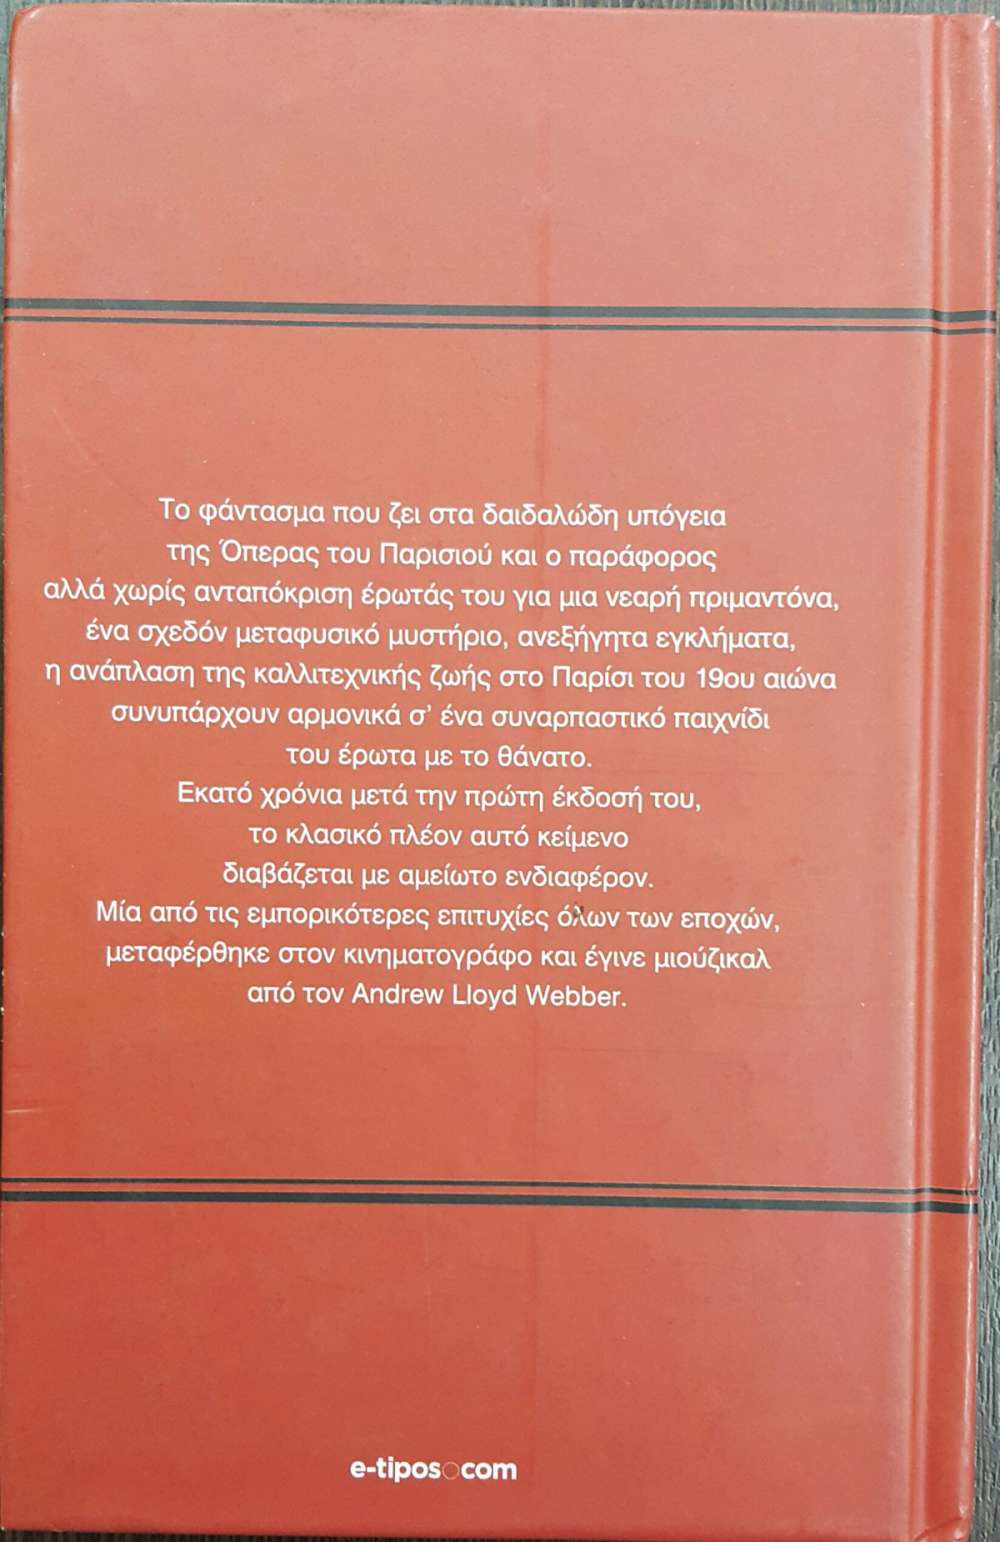 Το φάντασμα που ζει στα δαιδαλώδη υπόγεια
της Όπερας του Παρισιού και ο παράφορος
αλλά χωρίς ανταπόκριση έρωτάς του για μια νεαρή πριμαντόνα,
ένα σχεδόν μεταφυσικό μυστήριο, ανεξήγητα εγκλήματα,
η ανάπλαση της καλλιτεχνικής ζωής στο Παρίσι του 19ου αιώνα
συνυπάρχουν αρμονικά σ' ένα συναρπαστικό παιχνίδι
του έρωτα με το θάνατο.
Εκατό χρόνια μετά την πρώτη έκδοσή του,
το κλασικό πλέον αυτό κείμενο
διαβάζεται με αμείωτο ενδιαφέρον.
Μία από τις εμπορικότερες επιτυχίες όλων των εποχών,
μεταφέρθηκε στον κινηματογράφο και έγινε μιούζικαλ
από τον Andrew Lloyd Webber.
e-tipos.com